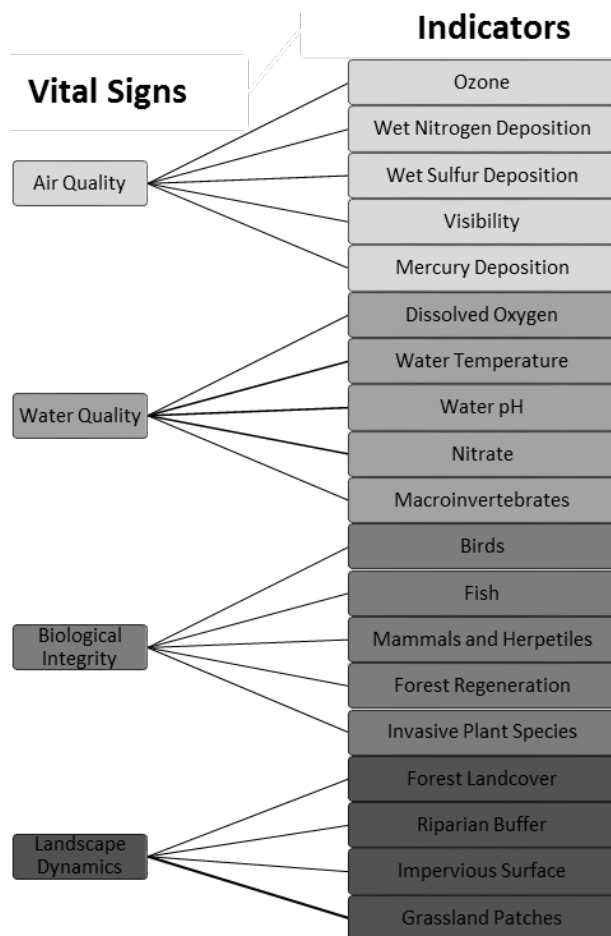 Indicators
Vital Signs
Ozone
Wet Nitrogen Deposition
Air Quality
Wet Sulfur Deposition
Visibility
Mercury Deposition
Dissolved Oxygen
Water Temperature
Water Quality
Water pH
Nitrate
Macroinvertebrates
Birds
Fish
Biological
Integrity
Mammals and Herpetiles
Forest Regeneration
Invasive Plant Species
Forest Landcover
Riparian Buffer
Landscape
Dynamics
Impervious Surface
Grassland Patches